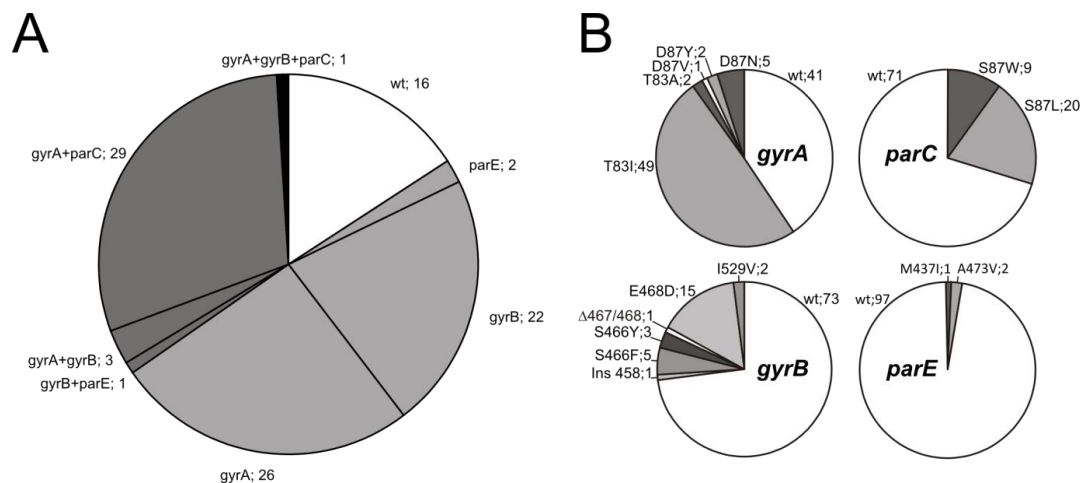 A
gyrA+gyrB+parC; 1
wt; 16
parE; 2
gyrB; 22
gyrA; 26
gyrB+parE; 1
gyrA+gyrB; 3
gyrA+parC; 29
B
D87Y;2
D87V;1
T83A;2
D87N;5
wt;41
T83I;49
gyrA
wt;71
S87W;9
S87L;20
parC
I529V;2
E468D;15
Δ467/468;1
S466Y;3
S466F;5
Ins 458;1
wt;73
gyrB
M437I;1
A473V;2
wt;97
parE